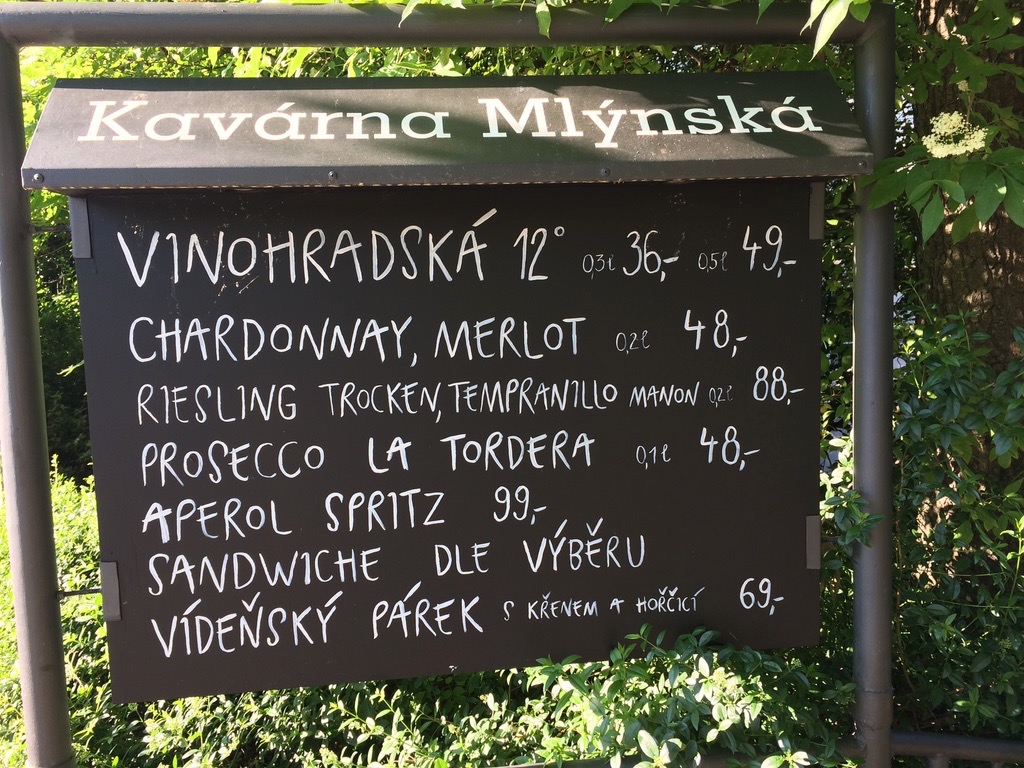 Kavárna Mlýnská
VINOHRADSKÁ 12° 0,3l 36,- 0,5l 49,-
CHARDONNAY, MERLOT 0,2l 48,-
RIESLING TROCKEN, TEMPRANILLO MANON 0,2l 88,-
PROSECCO LA TORDERA 0,1l 48,-
APEROL SPRITZ 99,-
SANDWICHE DLE VÝBĚRU
VÍDEŇSKÝ PÁREK S KŘENEM A HOŘČICÍ 69,-